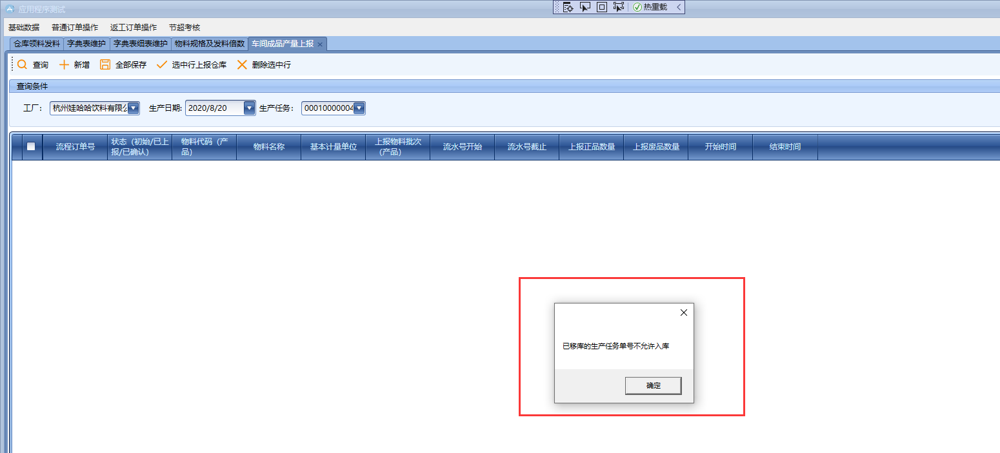 应用程序测试
热重载
基础数据 普通订单操作 返工订单操作 节超考核
仓库领料发料 字典表维护 字典表细表维护 物料规格及发料倍数 车间成品产量上报
查询 新增 全部保存 选中行上报仓库 删除选中行
查询条件
工厂： 杭州娃哈哈饮料有限公 生产日期: 2020/8/20 生产任务： 00010000004
流程订单号
状态（初始/已上
报/已确认）
物料代码（产
品）
物料名称
基本计量单位
上报物料批次
（产品）
流水号开始
流水号截止
上报正品数量
上报废品数量
开始时间
结束时间
已移库的生产任务单号不允许入库
确定